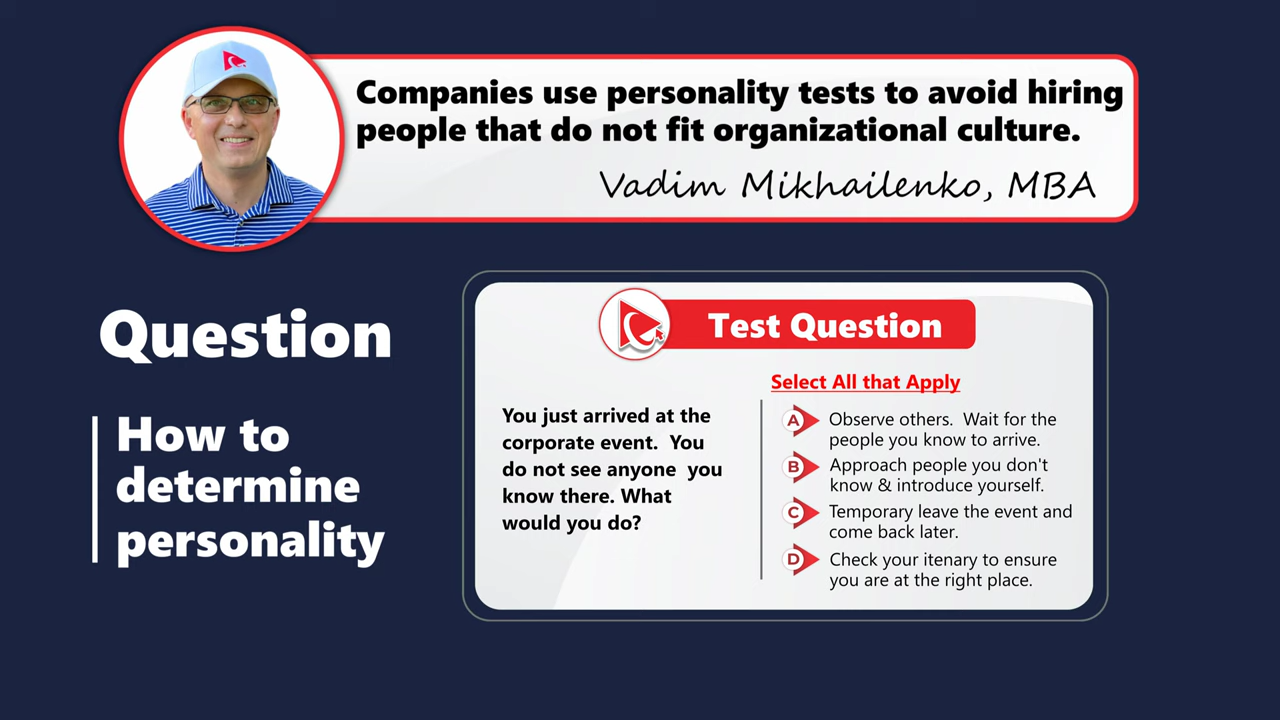 Companies use personality tests to avoid hiring
people that do not fit organizational culture.
Vadim Mikhailenko, MBA
Question
How to
determine
personality
Test Question
Select All that Apply
You just arrived at the
corporate event. You
do not see anyone you
know there. What
would you do?
A Observe others. Wait for the
people you know to arrive.
B Approach people you don't
know & introduce yourself.
C Temporary leave the event and
come back later.
D Check your itenary to ensure
you are at the right place.